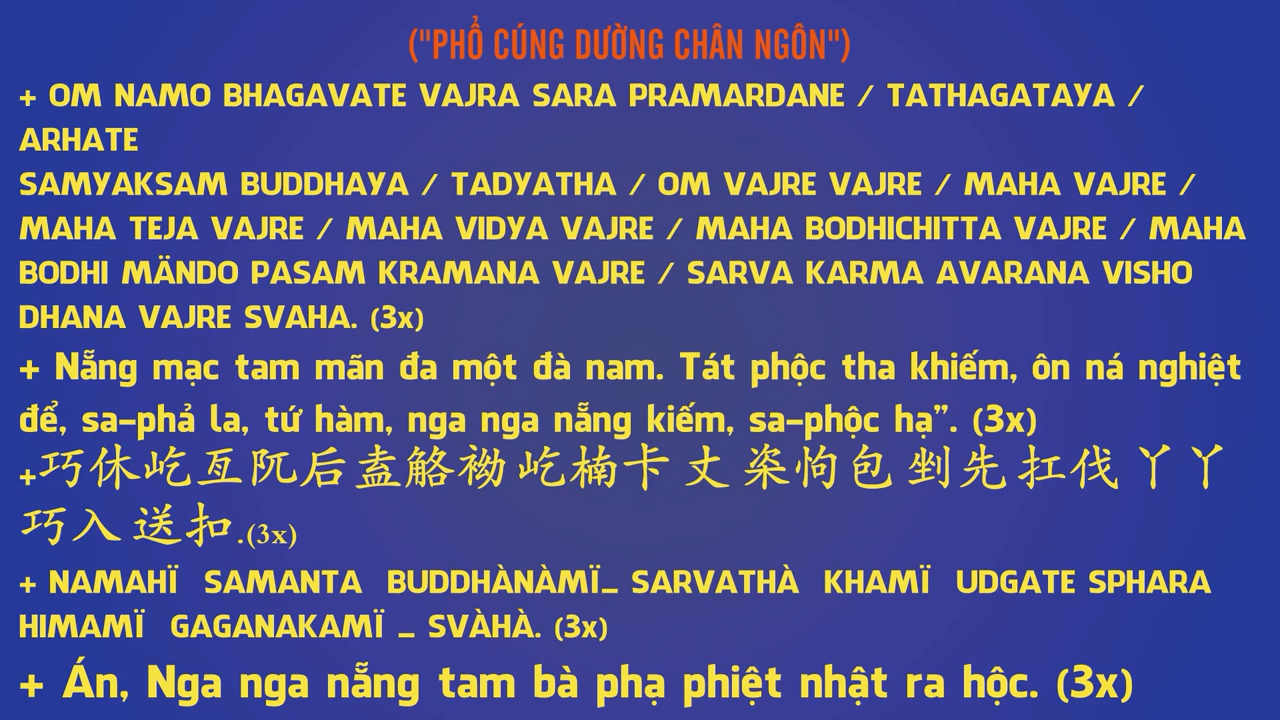 ("PHỔ CÚNG DƯỜNG CHÂN NGÔN")
+ OM NAMO BHAGAVATE VAJRA SARA PRAMARDANE / TATHAGATAYA /
ARHATE
SAMYAKSAM BUDDHAYA / TADYATHA / OM VAJRE VAJRE / MAHA VAJRE /
MAHA TEJA VAJRE / MAHA VIDYA VAJRE / MAHA BODHICHITTA VAJRE / MAHA
BODHI MÄNDO PASAM KRAMANA VAJRE / SARVA KARMA AVARANA VISHO
DHANA VAJRE SVAHA. (3x)
+ Nẵng mạc tam mãn đa một đà nam. Tát phộc tha khiếm, ôn ná nghiệt
để, sa-phả la, tứ hàm, nga nga nẵng kiếm, sa-phộc hạ”. (3x)
+巧休屹亙阢后盍觡袎屹楠卡丈粢怐包剉先扛伐丫丫
巧入送扣.(3x)
+ NAMAHÏ SAMANTA BUDDHÀNÀMÏ_ SARVATHÀ KHAMÏ UDGATE SPHARA
HIMAMÏ GAGANAKAMÏ _ SVÀHÀ. (3x)
+ Án, Nga nga nẵng tam bà phạ phiệt nhật ra hộc. (3x)